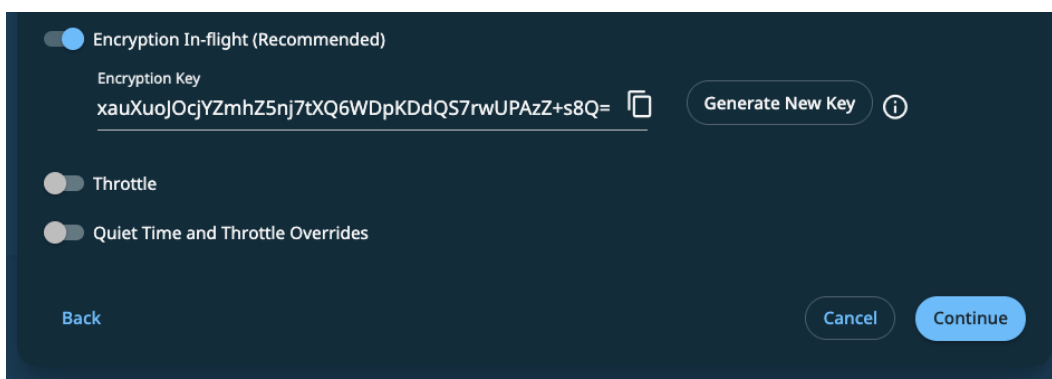 Encryption In-flight (Recommended)
Encryption Key
xauXuoJOcjYZmhZ5nj7tXQ6WDpKDdQS7rwUPAzZ+s8Q=
Generate New Key
Throttle
Quiet Time and Throttle Overrides
Back
Cancel
Continue